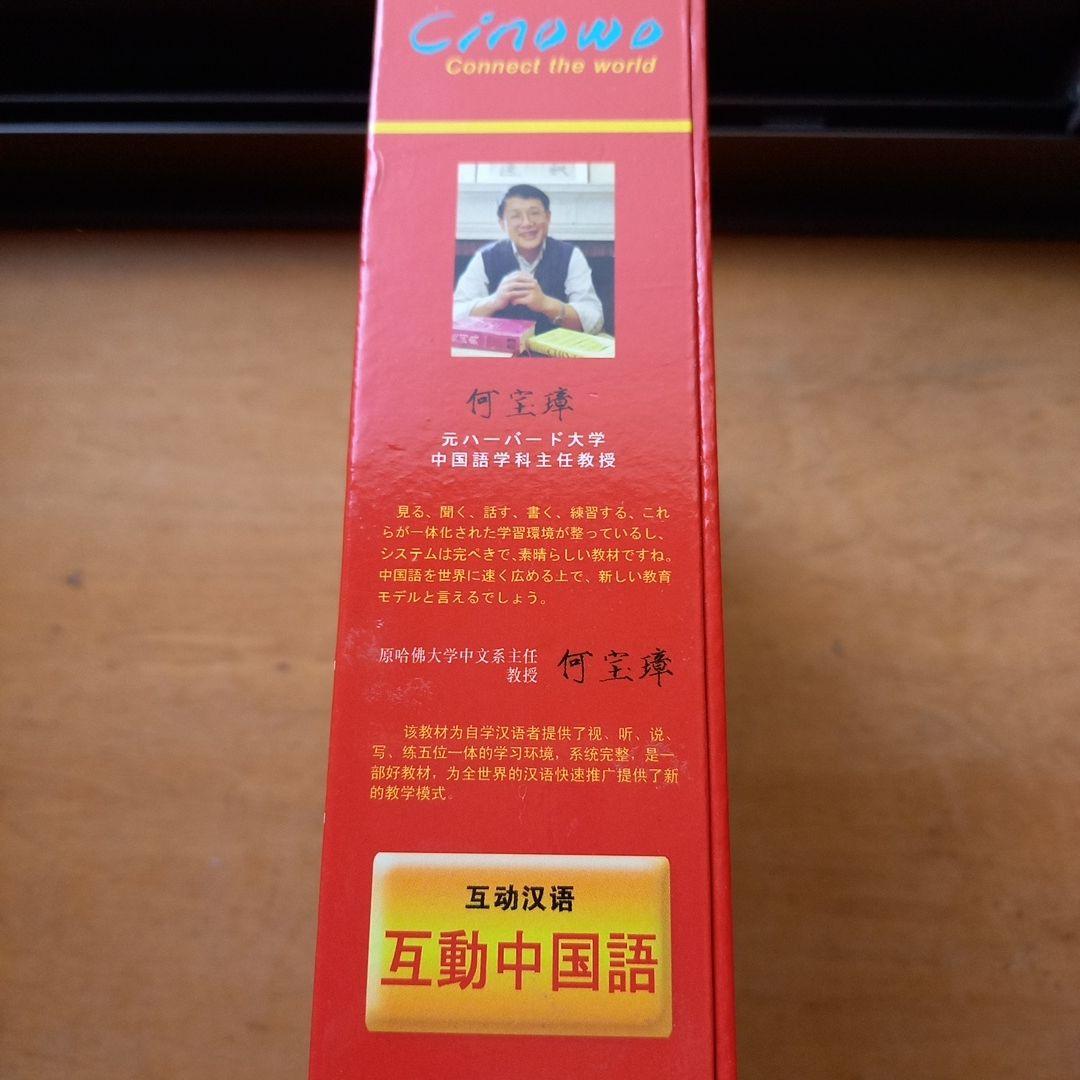 Cinowo
Connect the world
何宝璋
元ハーバード大学
中国語学科主任教授
見る、聞く、話す、書く、練習する、これ
らが一体化された学習環境が整っているし、
システムは完ぺきで、素晴らしい教材ですね。
中国語を世界に速く広める上で、新しい教育
モデルと言えるでしょう。
原哈佛大学中文系主任
教授
何宝璋
该教材为自学汉语者提供了视、听、说、
写、练五位一体的学习环境，系统完整，是一
部好教材，为全世界的汉语快速推广提供了新
的教学模式。
互动汉语
互動中国語